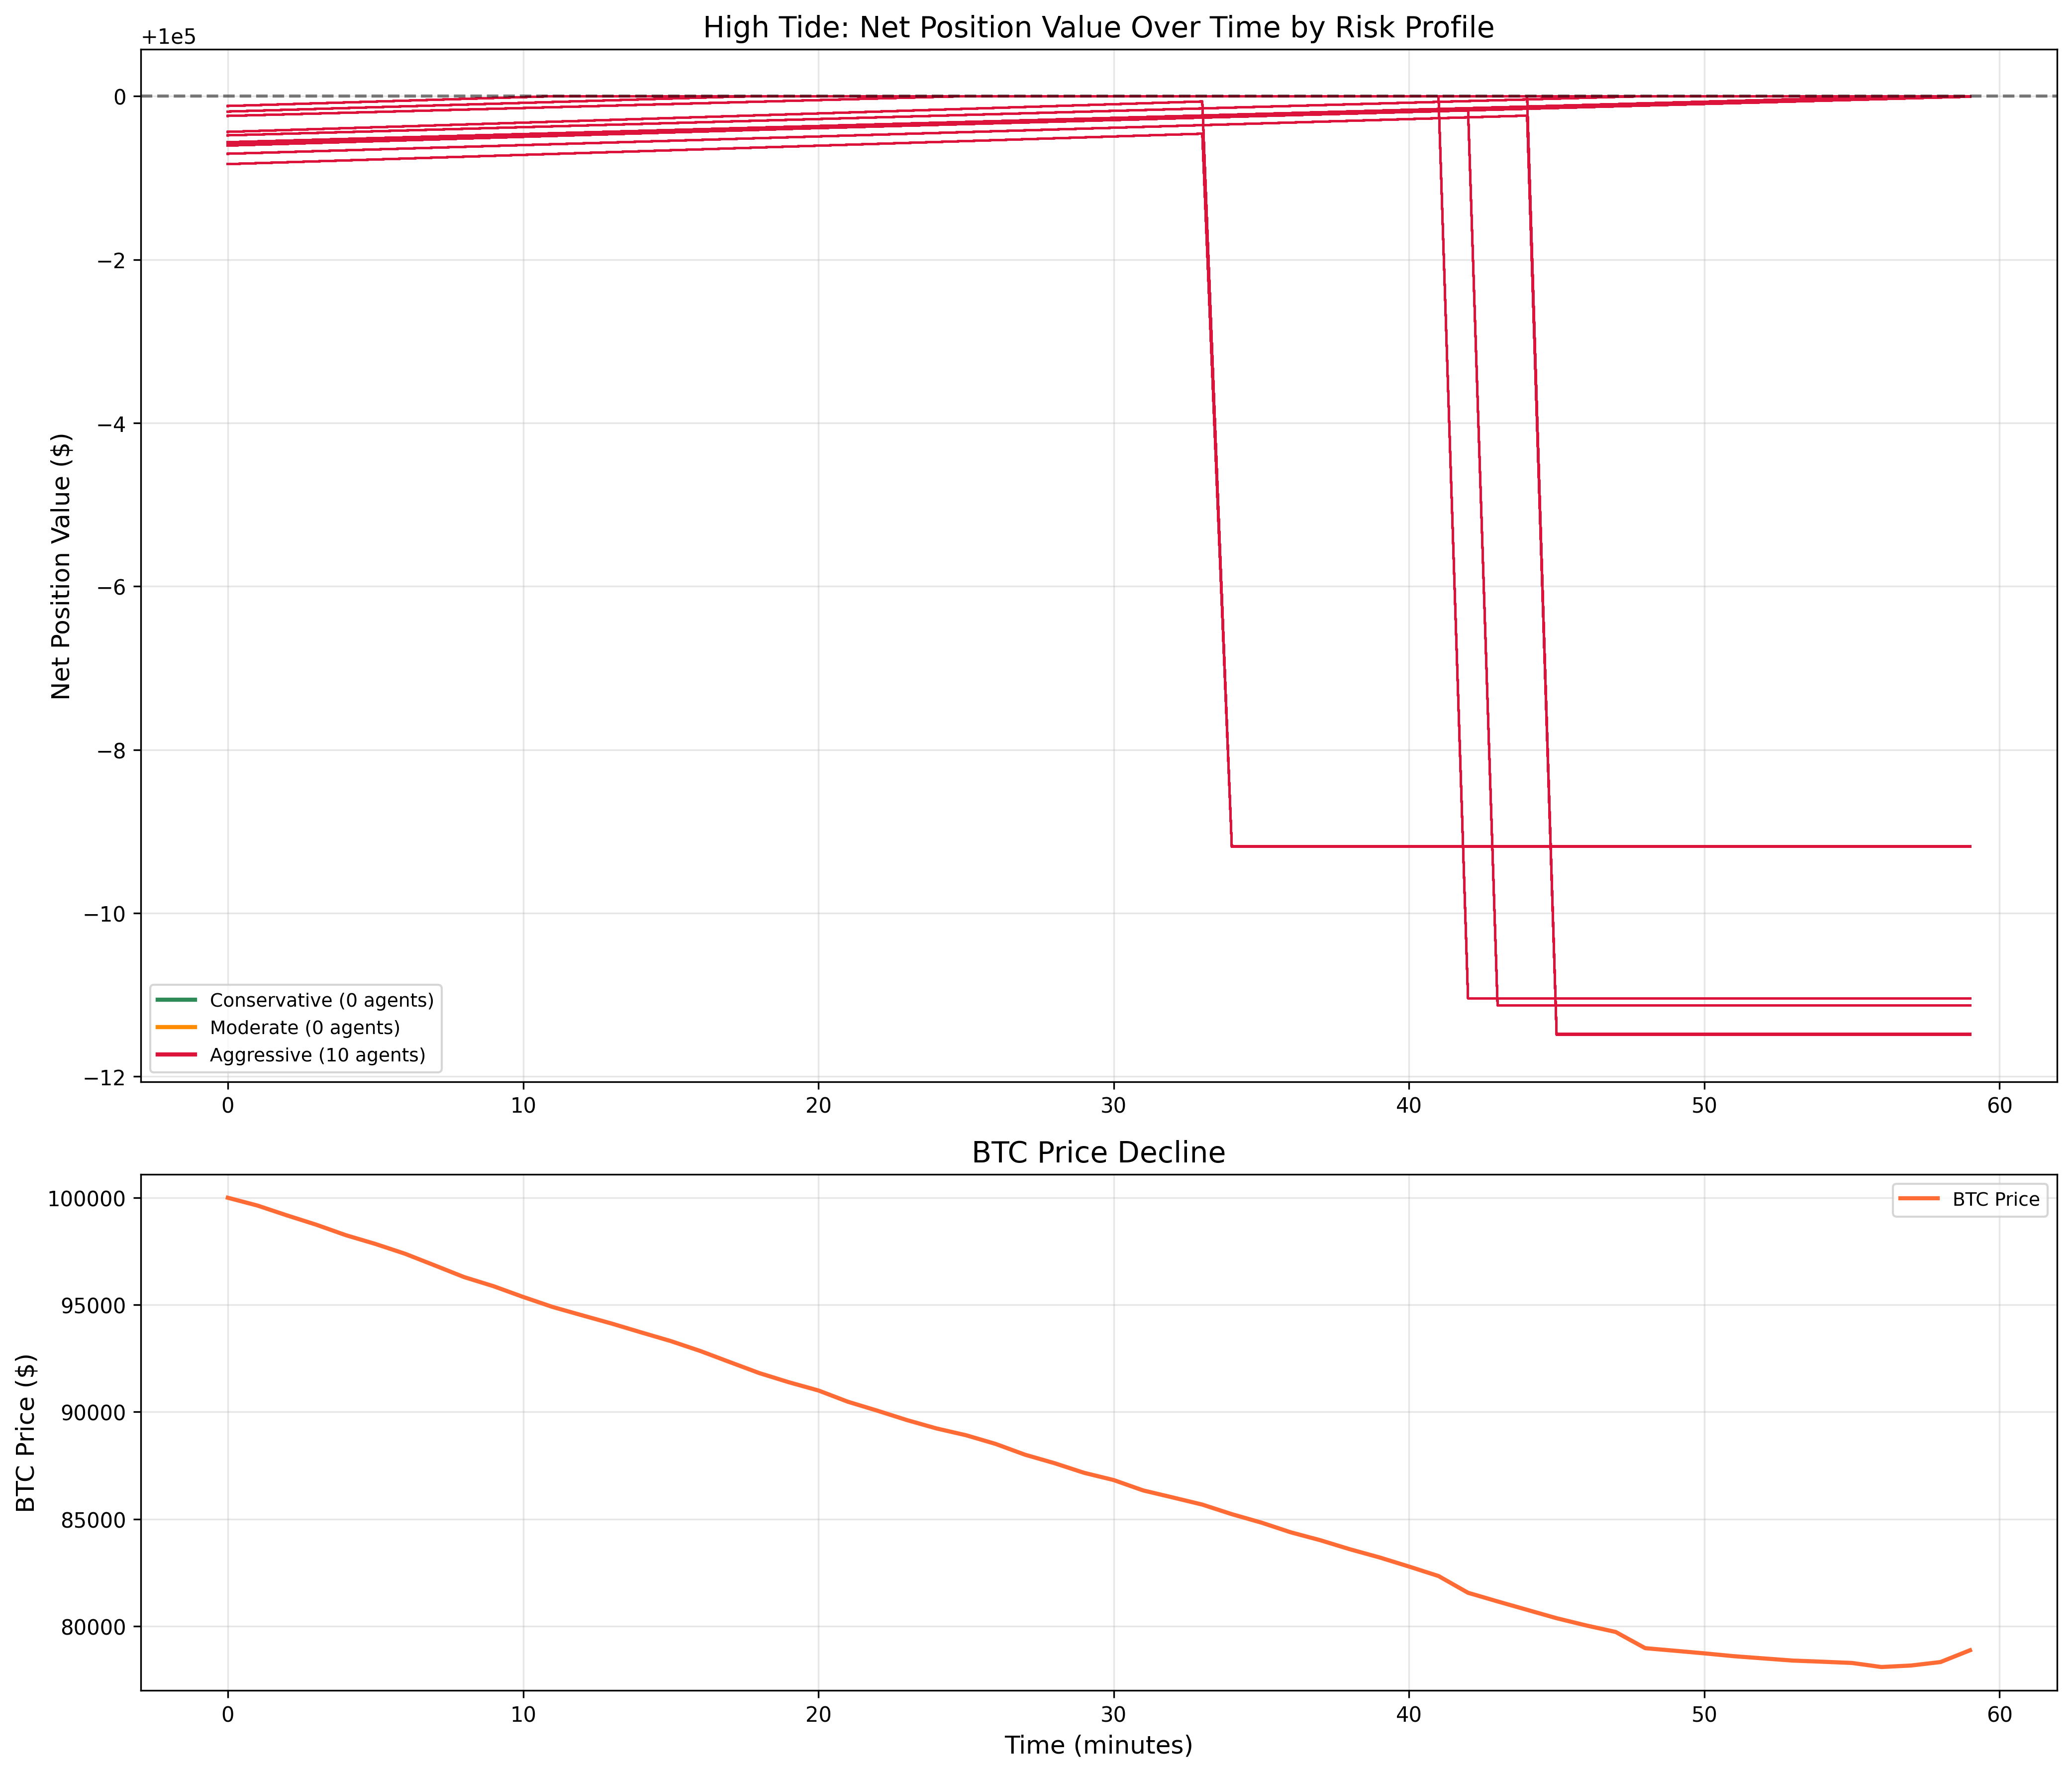 High Tide: Net Position Value Over Time by Risk Profile
+1e5
0
−2
−4
−6
−8
−10
−12
Net Position Value ($)
Conservative (0 agents)
Moderate (0 agents)
Aggressive (10 agents)
0 10 20 30 40 50 60
BTC Price Decline
100000
95000
90000
85000
80000
BTC Price ($)
BTC Price
0 10 20 30 40 50 60
Time (minutes)